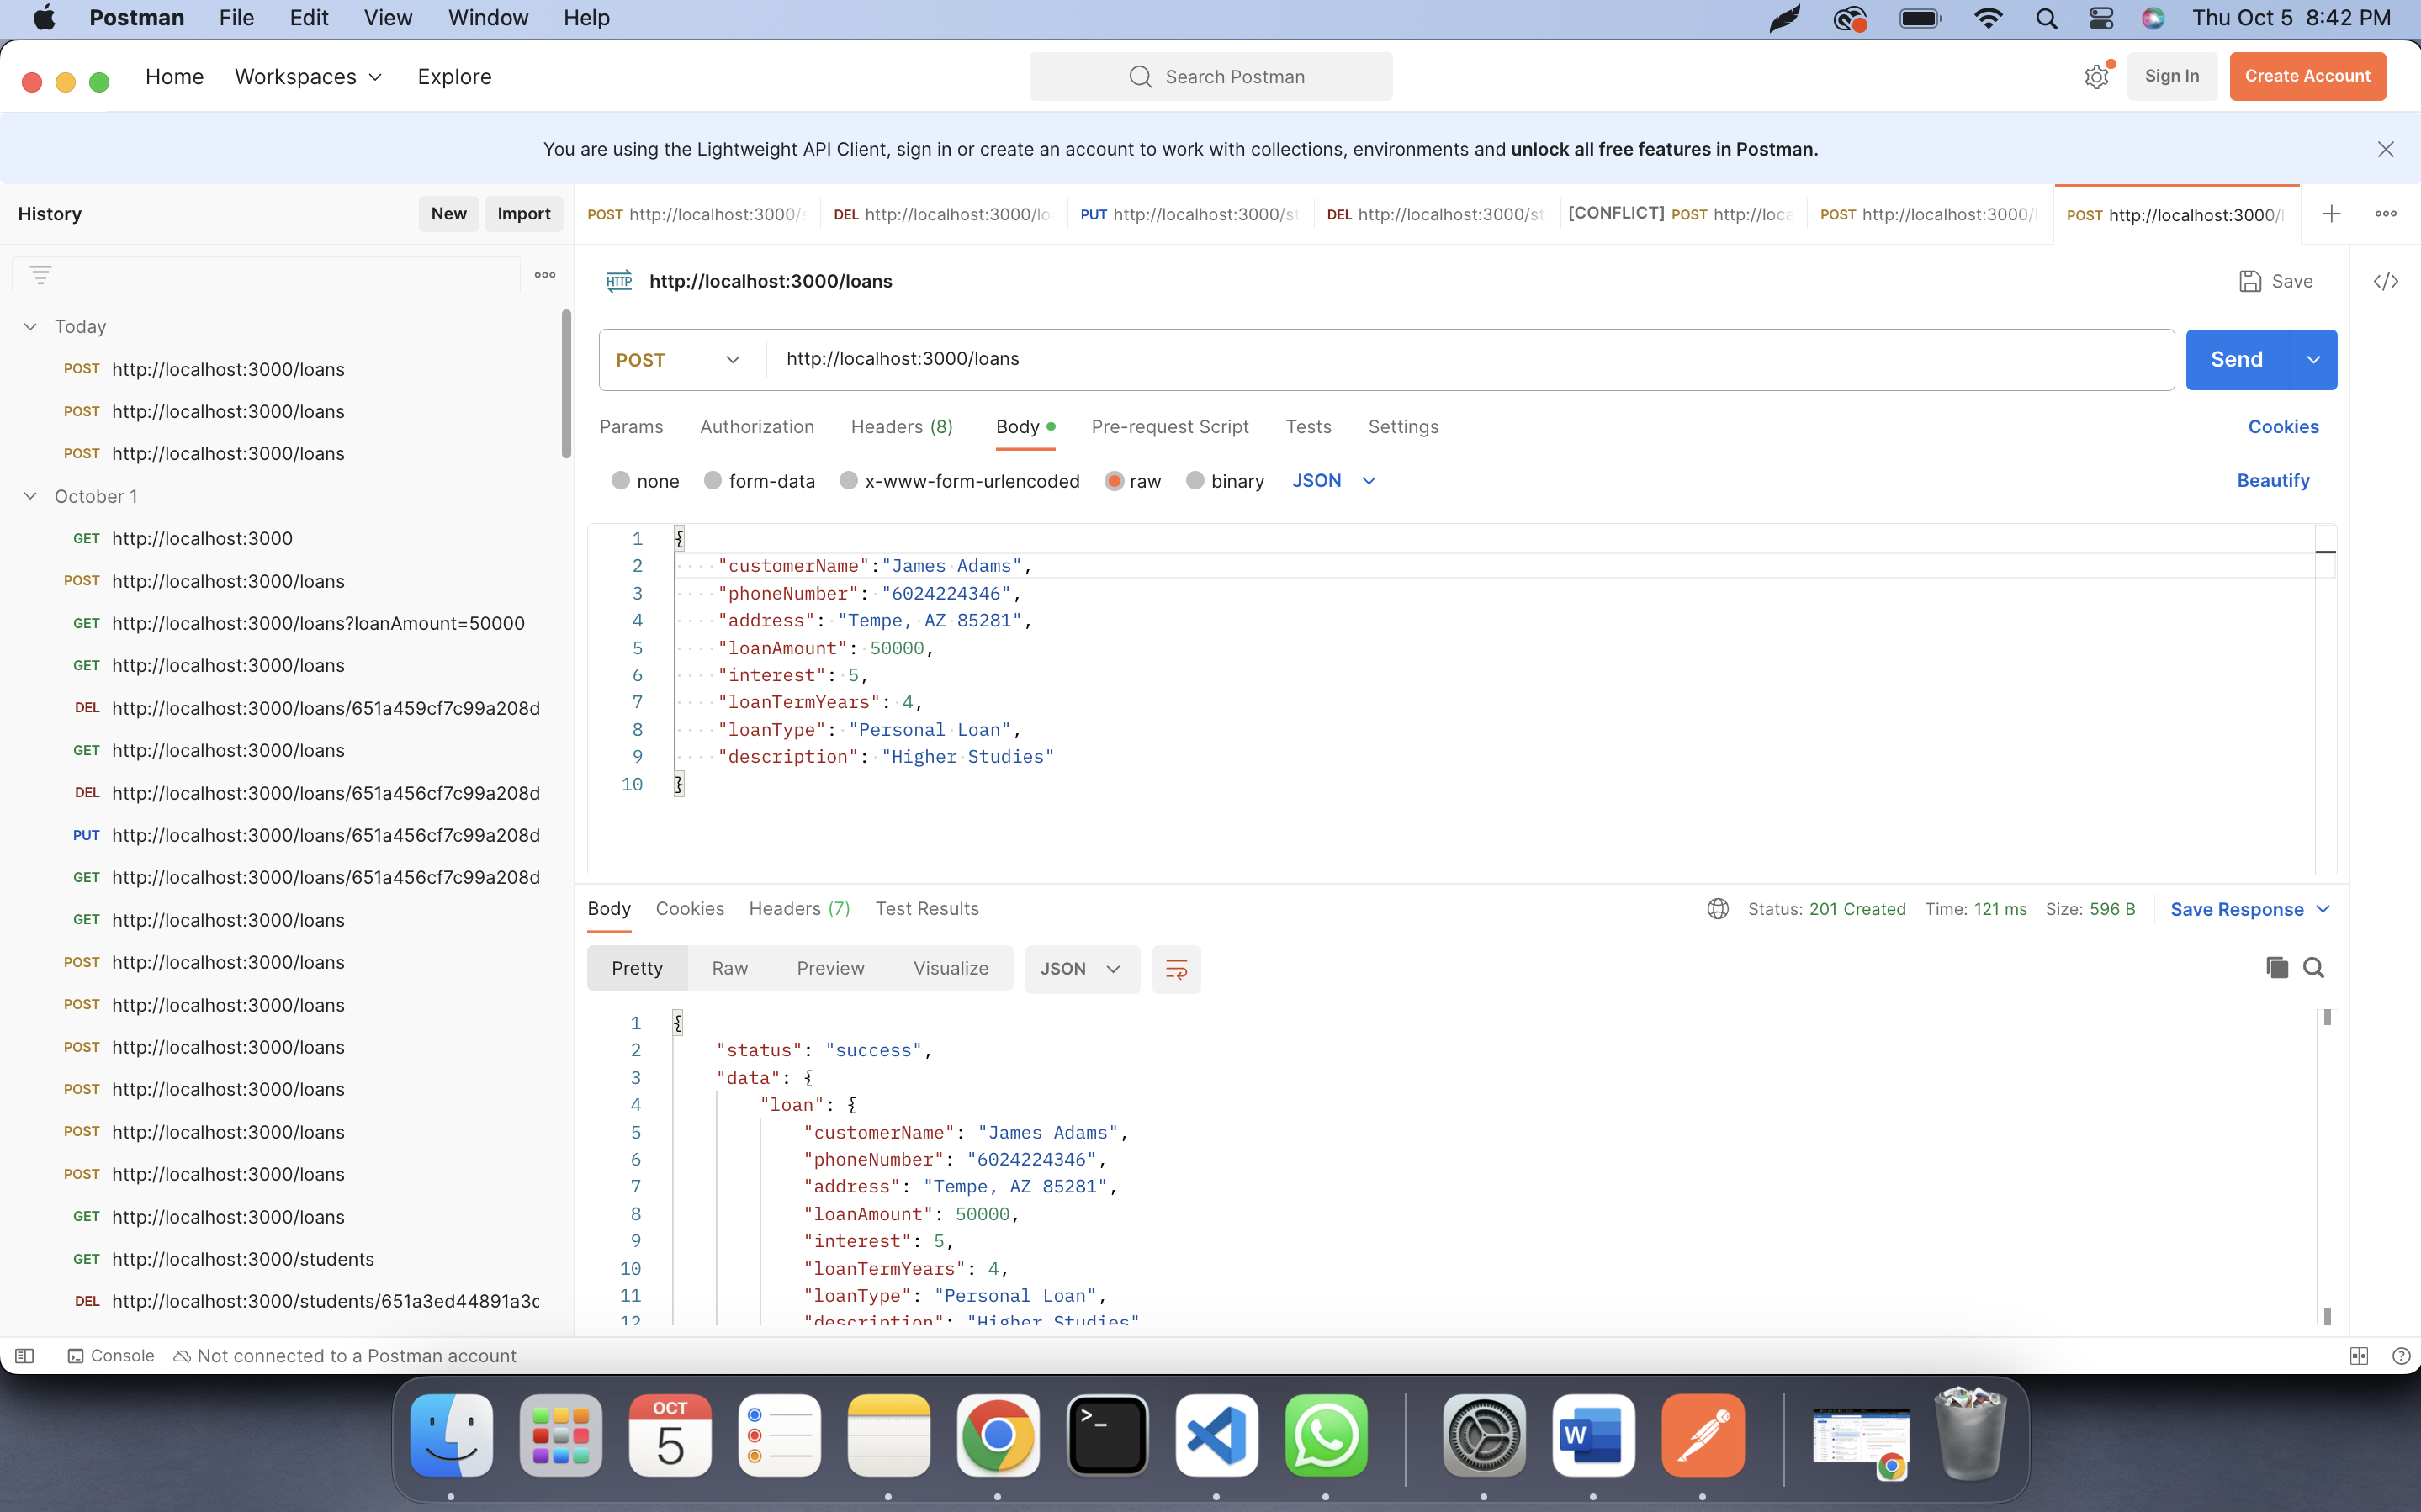 Postman File Edit View Window Help Thu Oct 5 8:42 PM
Home Workspaces Explore Search Postman Sign In Create Account
You are using the Lightweight API Client, sign in or create an account to work with collections, environments and unlock all free features in Postman.
History New Import
POST http://localhost:3000/s DEL http://localhost:3000/lo PUT http://localhost:3000/st DEL http://localhost:3000/st [CONFLICT] POST http://loca POST http://localhost:3000/l POST http://localhost:3000/l
Today
POST http://localhost:3000/loans
POST http://localhost:3000/loans
POST http://localhost:3000/loans
October 1
GET http://localhost:3000
POST http://localhost:3000/loans
GET http://localhost:3000/loans?loanAmount=50000
GET http://localhost:3000/loans
DEL http://localhost:3000/loans/651a459cf7c99a208d
GET http://localhost:3000/loans
DEL http://localhost:3000/loans/651a456cf7c99a208d
PUT http://localhost:3000/loans/651a456cf7c99a208d
GET http://localhost:3000/loans/651a456cf7c99a208d
GET http://localhost:3000/loans
POST http://localhost:3000/loans
POST http://localhost:3000/loans
POST http://localhost:3000/loans
POST http://localhost:3000/loans
POST http://localhost:3000/loans
POST http://localhost:3000/loans
GET http://localhost:3000/loans
GET http://localhost:3000/students
DEL http://localhost:3000/students/651a3ed44891a3c
HTTP http://localhost:3000/loans Save
POST http://localhost:3000/loans Send
Params Authorization Headers (8) Body Pre-request Script Tests Settings Cookies
none form-data x-www-form-urlencoded raw binary JSON Beautify
1 {
2 "customerName":"James Adams",
3 "phoneNumber": "6024224346",
4 "address": "Tempe, AZ 85281",
5 "loanAmount": 50000,
6 "interest": 5,
7 "loanTermYears": 4,
8 "loanType": "Personal Loan",
9 "description": "Higher Studies"
10 }
Body Cookies Headers (7) Test Results Status: 201 Created Time: 121 ms Size: 596 B Save Response
Pretty Raw Preview Visualize JSON
1 {
2 "status": "success",
3 "data": {
4 "loan": {
5 "customerName": "James Adams",
6 "phoneNumber": "6024224346",
7 "address": "Tempe, AZ 85281",
8 "loanAmount": 50000,
9 "interest": 5,
10 "loanTermYears": 4,
11 "loanType": "Personal Loan",
12 "description": "Higher Studies"
Console Not connected to a Postman account
OCT
5
>_
W